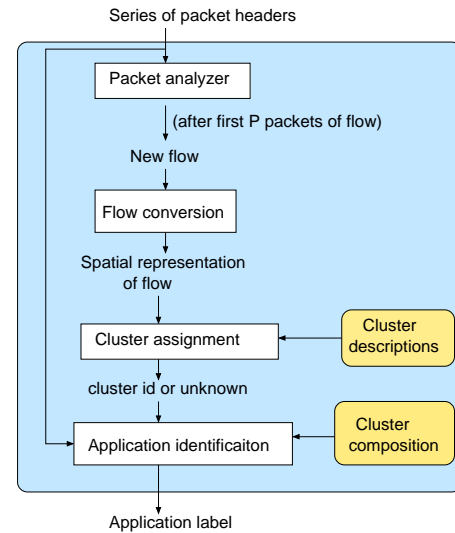 Series of packet headers
Packet analyzer
(after first P packets of flow)
New flow
Flow conversion
Spatial representation
of flow
Cluster assignment
Cluster
descriptions
cluster id or unknown
Application identificaiton
Cluster
composition
Application label